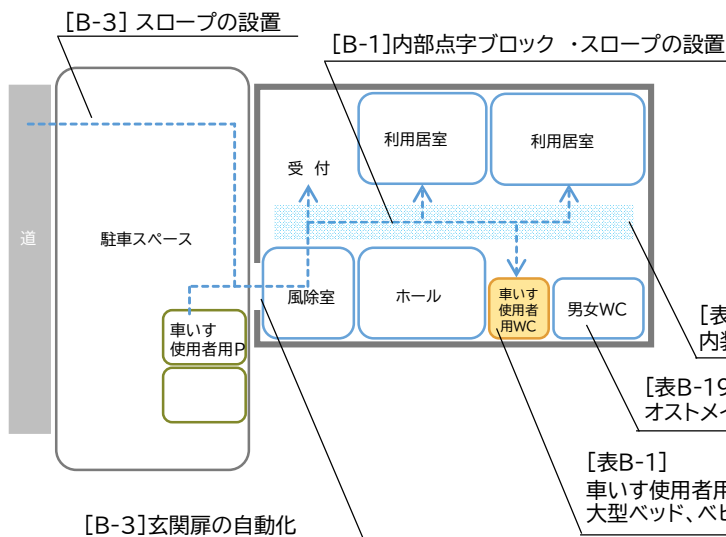 [B-3] スロープの設置
[B-1]内部点字ブロック ・スロープの設置
利用居室
利用居室
受 付
道
駐車スペース
風除室
ホール
車いす
使用者
用WC
男女WC
車いす
使用者用P
[表
内装
[表B-19
オストメイ
[表B-1]
車いす使用者用
大型ベッド、ベビ
[B-3]玄関扉の自動化